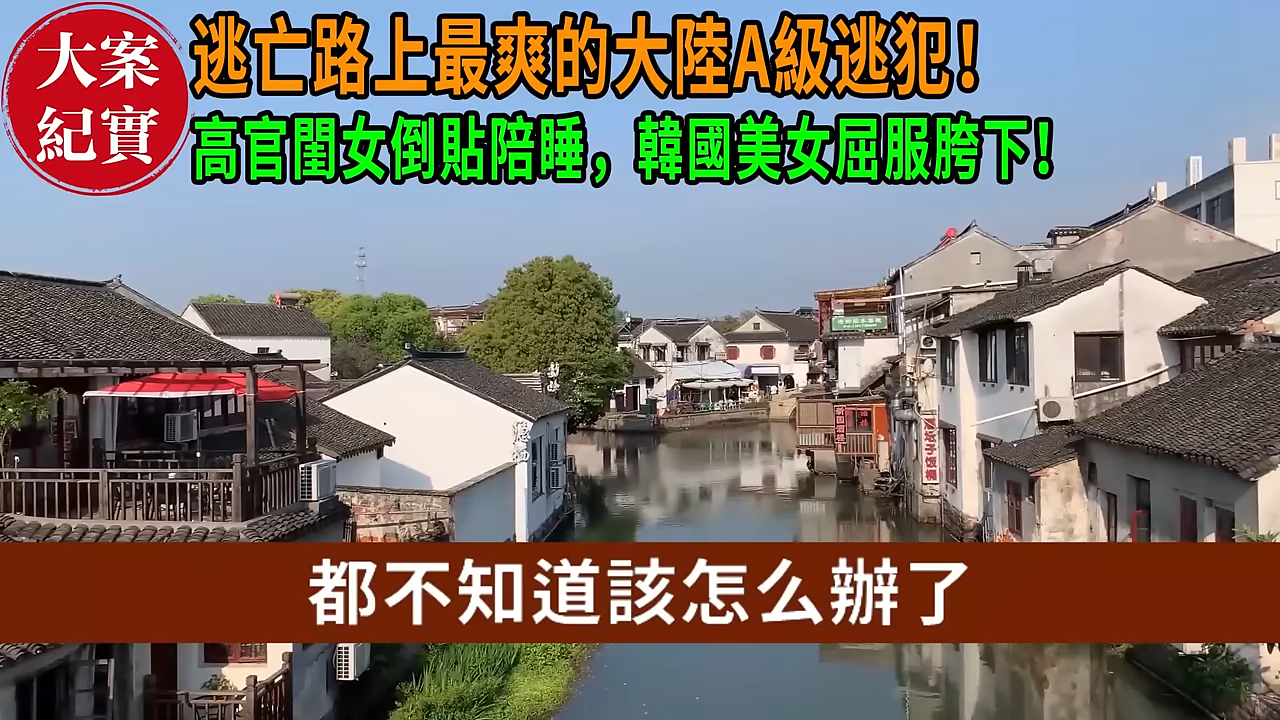 大案
紀實
逃亡路上最爽的大陸A級逃犯！
高官閨女倒貼陪睡，韓國美女屈服胯下！
都不知道該怎么辦了